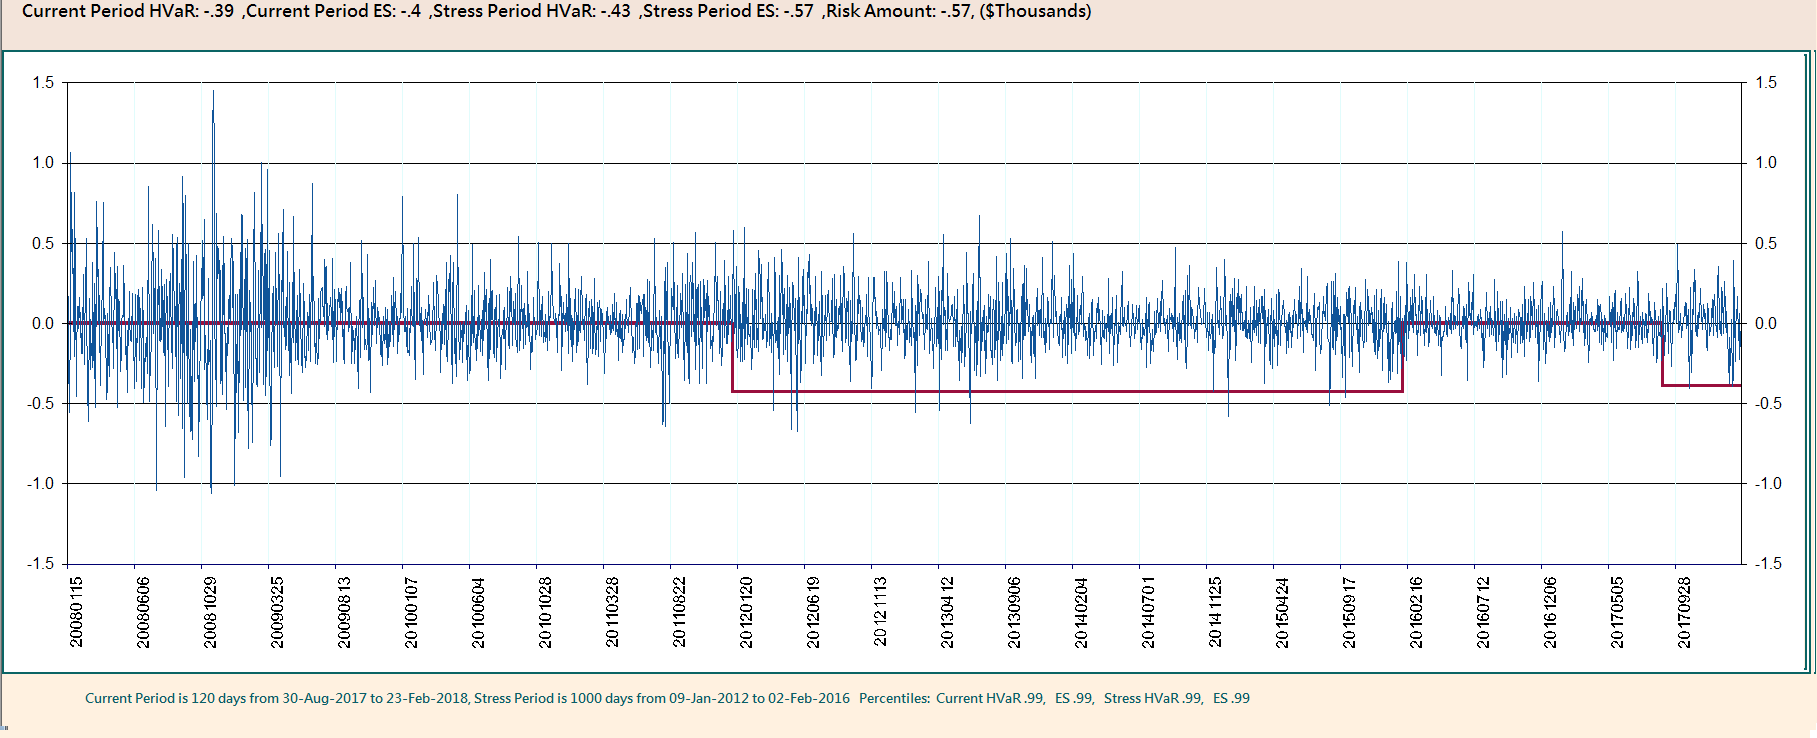 Current Period HVaR: -.39 ,Current Period ES: -.4 ,Stress Period HVaR: -.43 ,Stress Period ES: -.57 ,Risk Amount: -.57, ($Thousands)
1.5 1.5
1.0 1.0
0.5 0.5
0.0 0.0
-0.5 -0.5
-1.0 -1.0
-1.5 -1.5
20080115 20080606 20081029 20090325 20090813 20100107 20100604 20101028 20110328 20110822 20120120 20120619 20121113 20130412 20130906 20140204 20140701 20141125 20150424 20150917 20160216 20160712 20161206 20170505 20170928
Current Period is 120 days from 30-Aug-2017 to 23-Feb-2018, Stress Period is 1000 days from 09-Jan-2012 to 02-Feb-2016 Percentiles: Current HVaR .99, ES .99, Stress HVaR .99, ES .99